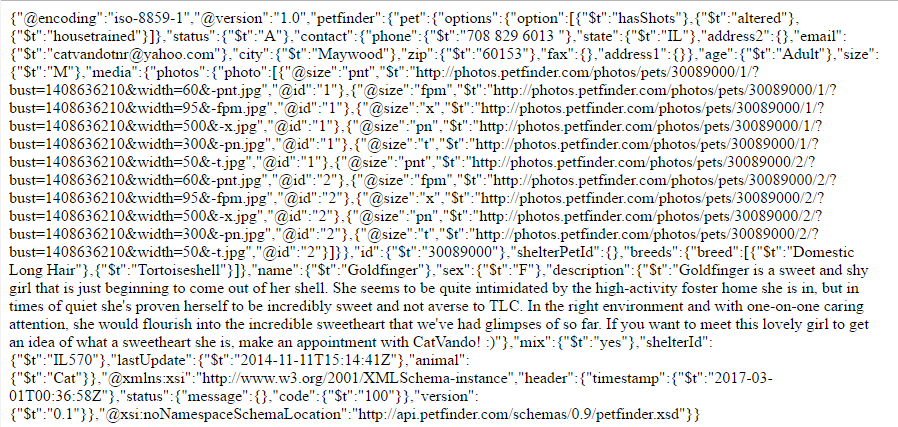 {"@encoding":"iso-8859-1","@version":"1.0","petfinder":{"pet":{"options":{"option":[{"$t":"hasShots"},{"$t":"altered"},
{"$t":"housetrained"}]},"status":{"$t":"A"},"contact":{"phone":{"$t":"708 829 6013 "},"state":{"$t":"IL"},"address2":{},"email":
{"$t":"catvandotnr@yahoo.com"},"city":{"$t":"Maywood"},"zip":{"$t":"60153"},"fax":{},"address1":{}},"age":{"$t":"Adult"},"size":
{"$t":"M"},"media":{"photos":{"photo":[{"@size":"pnt","$t":"http://photos.petfinder.com/photos/pets/30089000/1/?
bust=1408636210&width=60&-pnt.jpg","@id":"1"},{"@size":"fpm","$t":"http://photos.petfinder.com/photos/pets/30089000/1/?
bust=1408636210&width=95&-fpm.jpg","@id":"1"},{"@size":"x","$t":"http://photos.petfinder.com/photos/pets/30089000/1/?
bust=1408636210&width=500&-x.jpg","@id":"1"},{"@size":"pn","$t":"http://photos.petfinder.com/photos/pets/30089000/1/?
bust=1408636210&width=300&-pn.jpg","@id":"1"},{"@size":"t","$t":"http://photos.petfinder.com/photos/pets/30089000/1/?
bust=1408636210&width=50&-t.jpg","@id":"1"},{"@size":"pnt","$t":"http://photos.petfinder.com/photos/pets/30089000/2/?
bust=1408636210&width=60&-pnt.jpg","@id":"2"},{"@size":"fpm","$t":"http://photos.petfinder.com/photos/pets/30089000/2/?
bust=1408636210&width=95&-fpm.jpg","@id":"2"},{"@size":"x","$t":"http://photos.petfinder.com/photos/pets/30089000/2/?
bust=1408636210&width=500&-x.jpg","@id":"2"},{"@size":"pn","$t":"http://photos.petfinder.com/photos/pets/30089000/2/?
bust=1408636210&width=300&-pn.jpg","@id":"2"},{"@size":"t","$t":"http://photos.petfinder.com/photos/pets/30089000/2/?
bust=1408636210&width=50&-t.jpg","@id":"2"}]}},"id":{"$t":"30089000"},"shelterPetId":{},"breeds":{"breed":[{"$t":"Domestic
Long Hair"},{"$t":"Tortoiseshell"}]},"name":{"$t":"Goldfinger"},"sex":{"$t":"F"},"description":{"$t":"Goldfinger is a sweet and shy
girl that is just beginning to come out of her shell. She seems to be quite intimidated by the high-activity foster home she is in, but in
times of quiet she's proven herself to be incredibly sweet and not averse to TLC. In the right environment and with one-on-one caring
attention, she would flourish into the incredible sweetheart that we've had glimpses of so far. If you want to meet this lovely girl to get
an idea of what a sweetheart she is, make an appointment with CatVando! :)"},"mix":{"$t":"yes"},"shelterId":
{"$t":"IL570"},"lastUpdate":{"$t":"2014-11-11T15:14:41Z"},"animal":
{"$t":"Cat"}},"@xmlns:xsi":"http://www.w3.org/2001/XMLSchema-instance","header":{"timestamp":{"$t":"2017-03-
01T00:36:58Z"},"status":{"message":{},"code":{"$t":"100"}},"version":
{"$t":"0.1"}},"@xsi:noNamespaceSchemaLocation":"http://api.petfinder.com/schemas/0.9/petfinder.xsd"}}